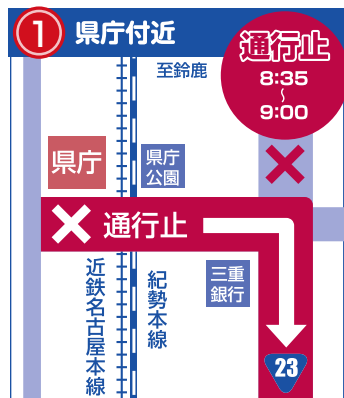 1 県庁付近
通行止
8:35
〜
9:00
至鈴鹿
県庁
県庁
公園
通行止
三重
銀行
近鉄名古屋本線
紀勢本線
23